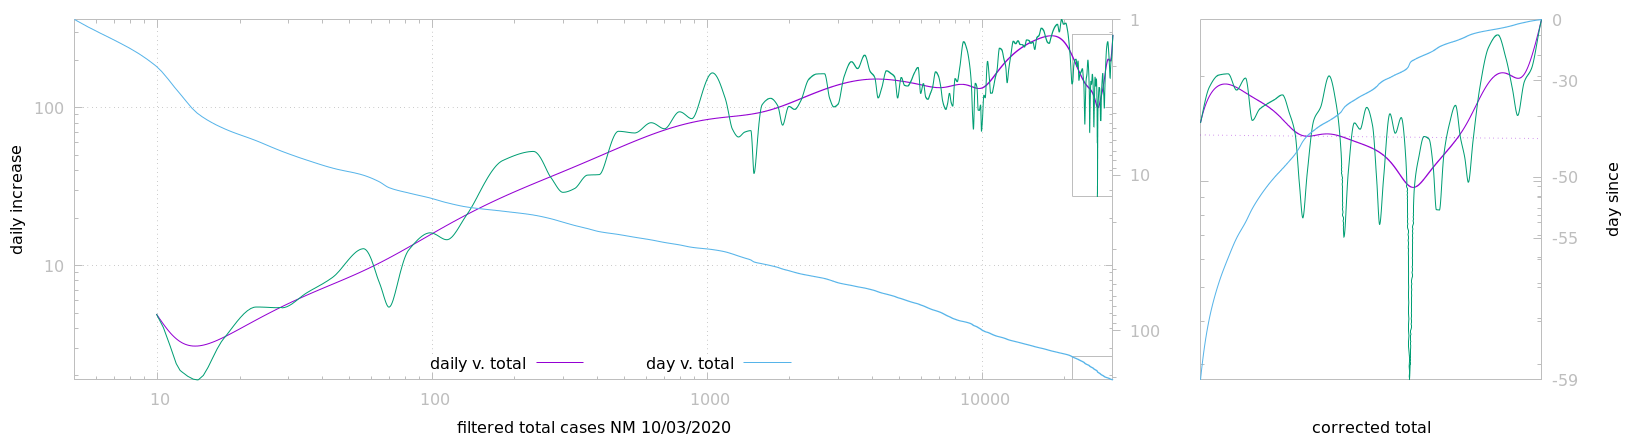 daily increase
100
10
daily v. total
day v. total
1
10
100
10
100
1000
10000
filtered total cases NM 10/03/2020
0
-30
-50
-55
-59
day since
corrected total